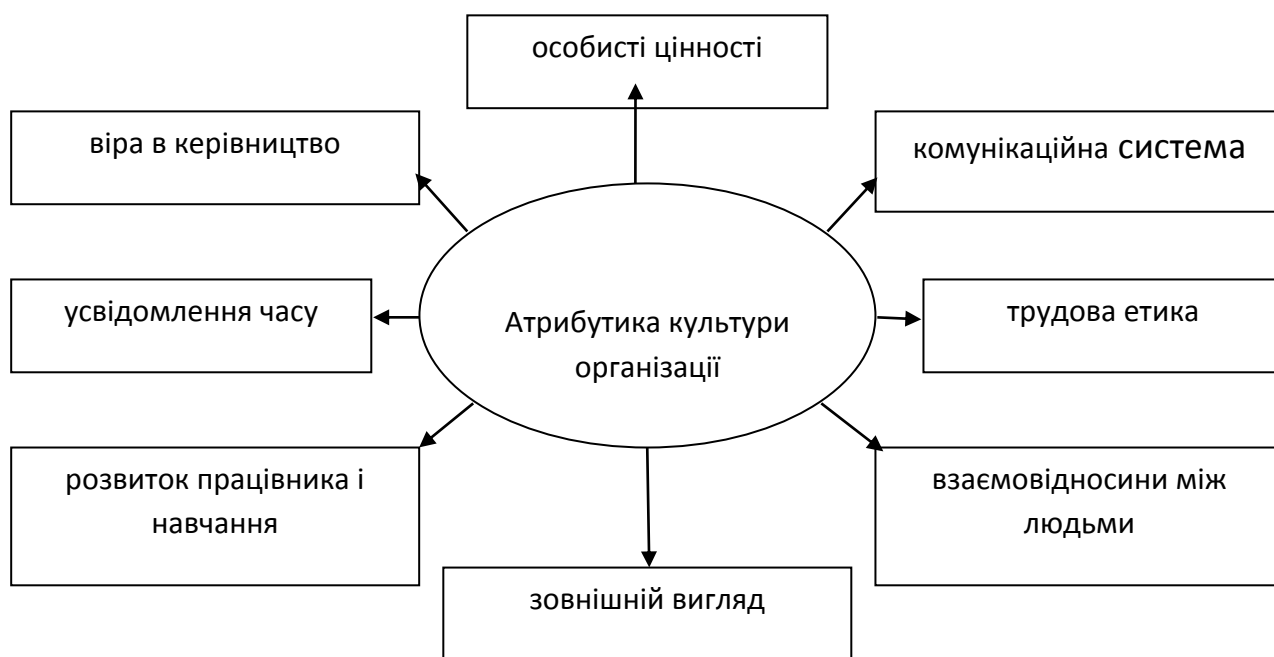 особисті цінності
віра в керівництво
комунікаційна система
усвідомлення часу
Атрибутика культури
організації
трудова етика
розвиток працівника і
навчання
взаємовідносини між
людьми
зовнішній вигляд